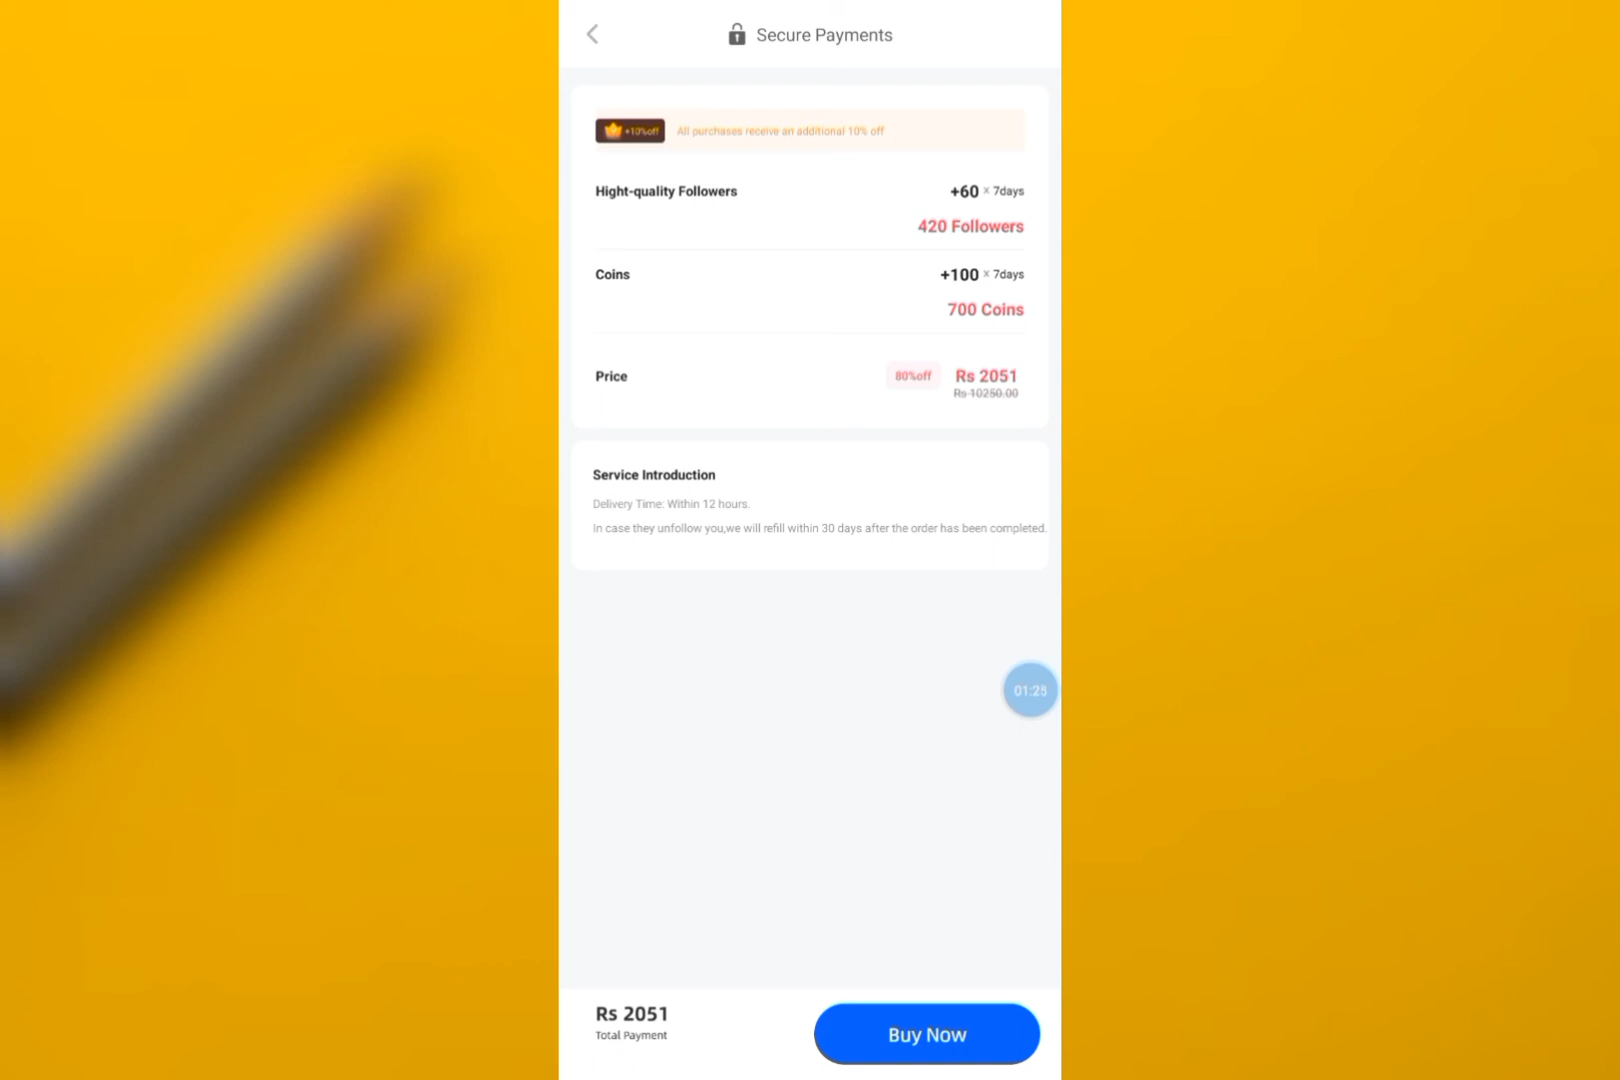 Secure Payments
+10%off All purchases receive an additional 10% off
Hight-quality Followers +60 × 7days
420 Followers
Coins +100 × 7days
700 Coins
Price 80%off Rs 2051
Rs 10250.00
Service Introduction
Delivery Time: Within 12 hours.
In case they unfollow you,we will refill within 30 days after the order has been completed.
01:25
Rs 2051
Total Payment
Buy Now